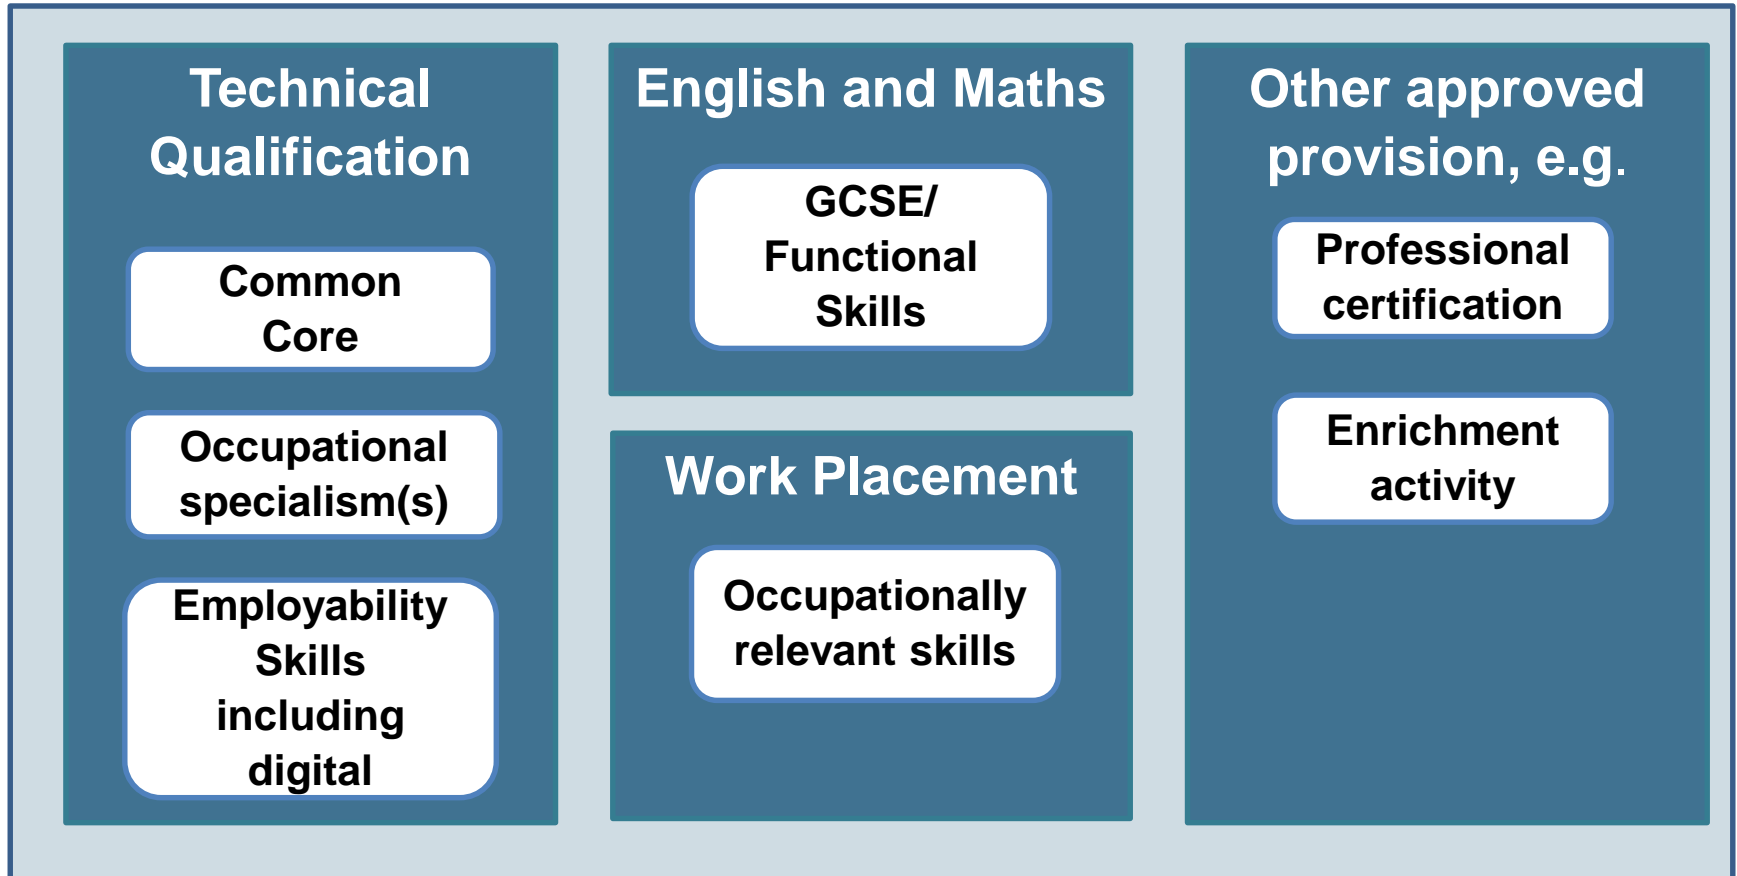 Technical
Qualification
Common
Core
Occupational
specialism(s)
Employability
Skills
including
digital
English and Maths
GCSE/
Functional
Skills
Work Placement
Occupationally
relevant skills
Other approved
provision, e.g.
Professional
certification
Enrichment
activity